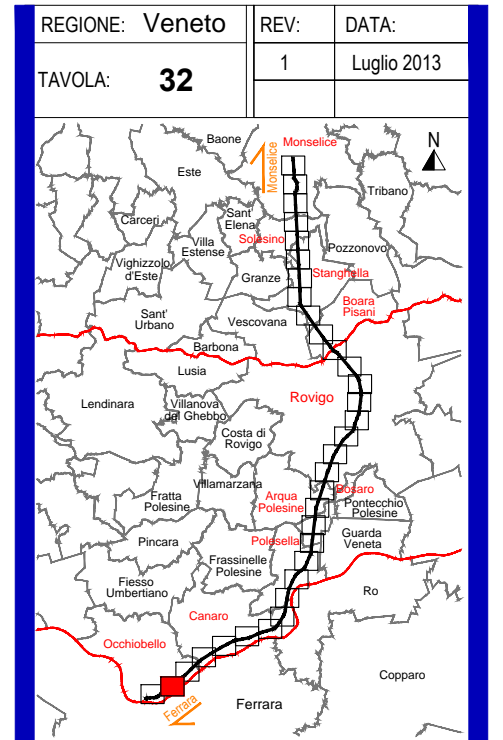 REGIONE: Veneto
REV:
DATA:
TAVOLA: 32
1
Luglio 2013
Baone
Monselice
N
Monselice
Este
Tribano
Carceri
Sant'
Elena
Solesino
Villa
Estense
Pozzonovo
Vighizzolo
d'Este
Granze
Stanghella
Boara
Pisani
Sant'
Urbano
Vescovana
Barbona
Lusia
Lendinara
Villanova
del Ghebbo
Rovigo
Costa di
Rovigo
Villamarzana
Fratta
Polesine
Arqua
Polesine
Bosaro
Pontecchio
Polesine
Pincara
Polesella
Guarda
Veneta
Frassinelle
Polesine
Fiesso
Umbertiano
Ro
Canaro
Occhiobello
Copparo
Ferrara
Ferrara